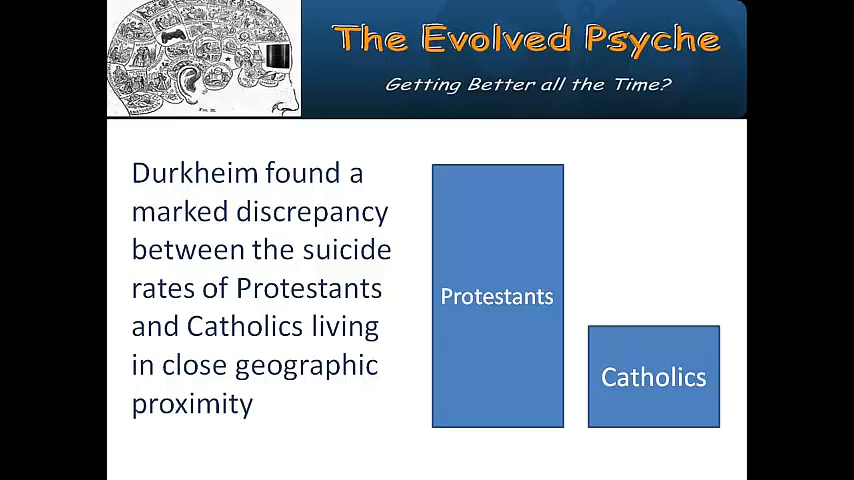 The Evolved Psyche
Getting Better all the Time?
Durkheim found a
marked discrepancy
between the suicide
rates of Protestants
and Catholics living
in close geographic
proximity
Protestants
Catholics